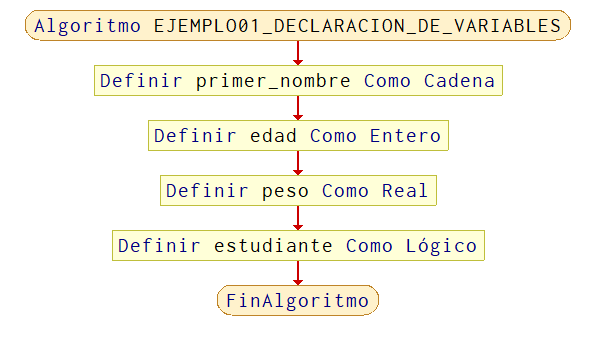 Algoritmo EJEMPLO01_DECLARACION_DE_VARIABLES
Definir primer_nombre Como Cadena
Definir edad Como Entero
Definir peso Como Real
Definir estudiante Como Lógico
FinAlgoritmo